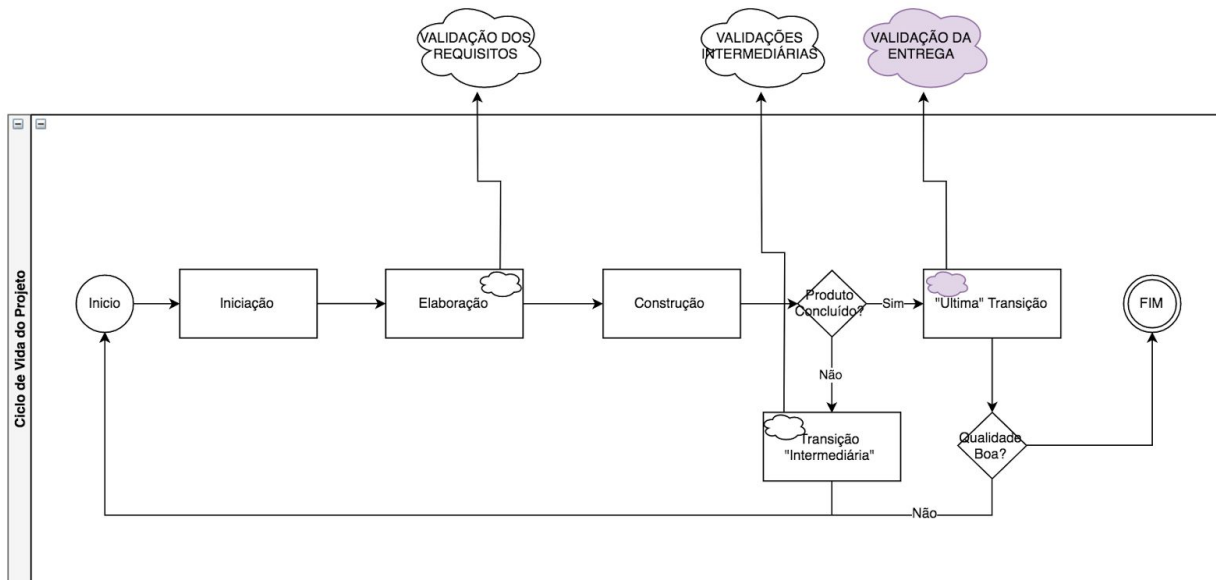 VALIDAÇÃO DOS
REQUISITOS
VALIDAÇÕES
INTERMEDIÁRIAS
VALIDAÇÃO DA
ENTREGA
Ciclo de Vida do Projeto
Inicio
Iniciação
Elaboração
Construção
Produto
Concluído?
Sim
"Ultima" Transição
FIM
Não
Transição
"Intermediária"
Qualidade
Boa?
Não